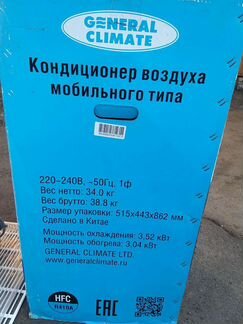 GENERAL
CLIMATE
Кондиционер воздуха
мобильного типа
220-240В, ~50Гц, 1ф
Вес нетто: 34.0 кг
Вес брутто: 38.8 кг
Размер упаковки: 515x443x862 мм
Сделано в Китае
Мощность охлаждения: 3.52 кВт
Мощность обогрева: 3.04 кВт
GENERAL CLIMATE LTD.
www.generalclimate.ru
HFC
R410A
EAC